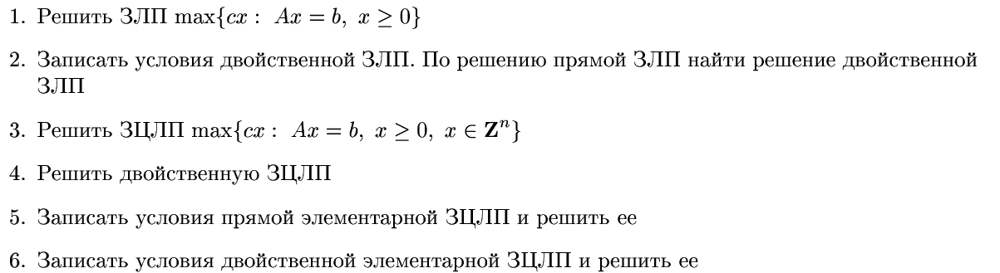 1. Решить ЗЛП max{cx : Ax = b, x ≥ 0}
2. Записать условия двойственной ЗЛП. По решению прямой ЗЛП найти решение двойственной
ЗЛП
3. Решить ЗЦЛП max{cx : Ax = b, x ≥ 0, x ∈ Zⁿ}
4. Решить двойственную ЗЦЛП
5. Записать условия прямой элементарной ЗЦЛП и решить ее
6. Записать условия двойственной элементарной ЗЦЛП и решить ее